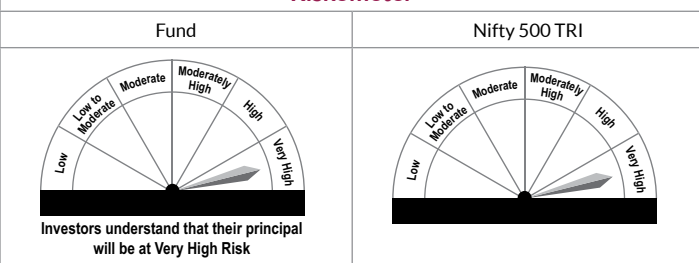 Fund
Nifty 500 TRI
Low
Low to
Moderate
Moderate
Moderately
High
High
Very High
Investors understand that their principal
will be at Very High Risk
Low
Low to
Moderate
Moderate
Moderately
High
High
Very High